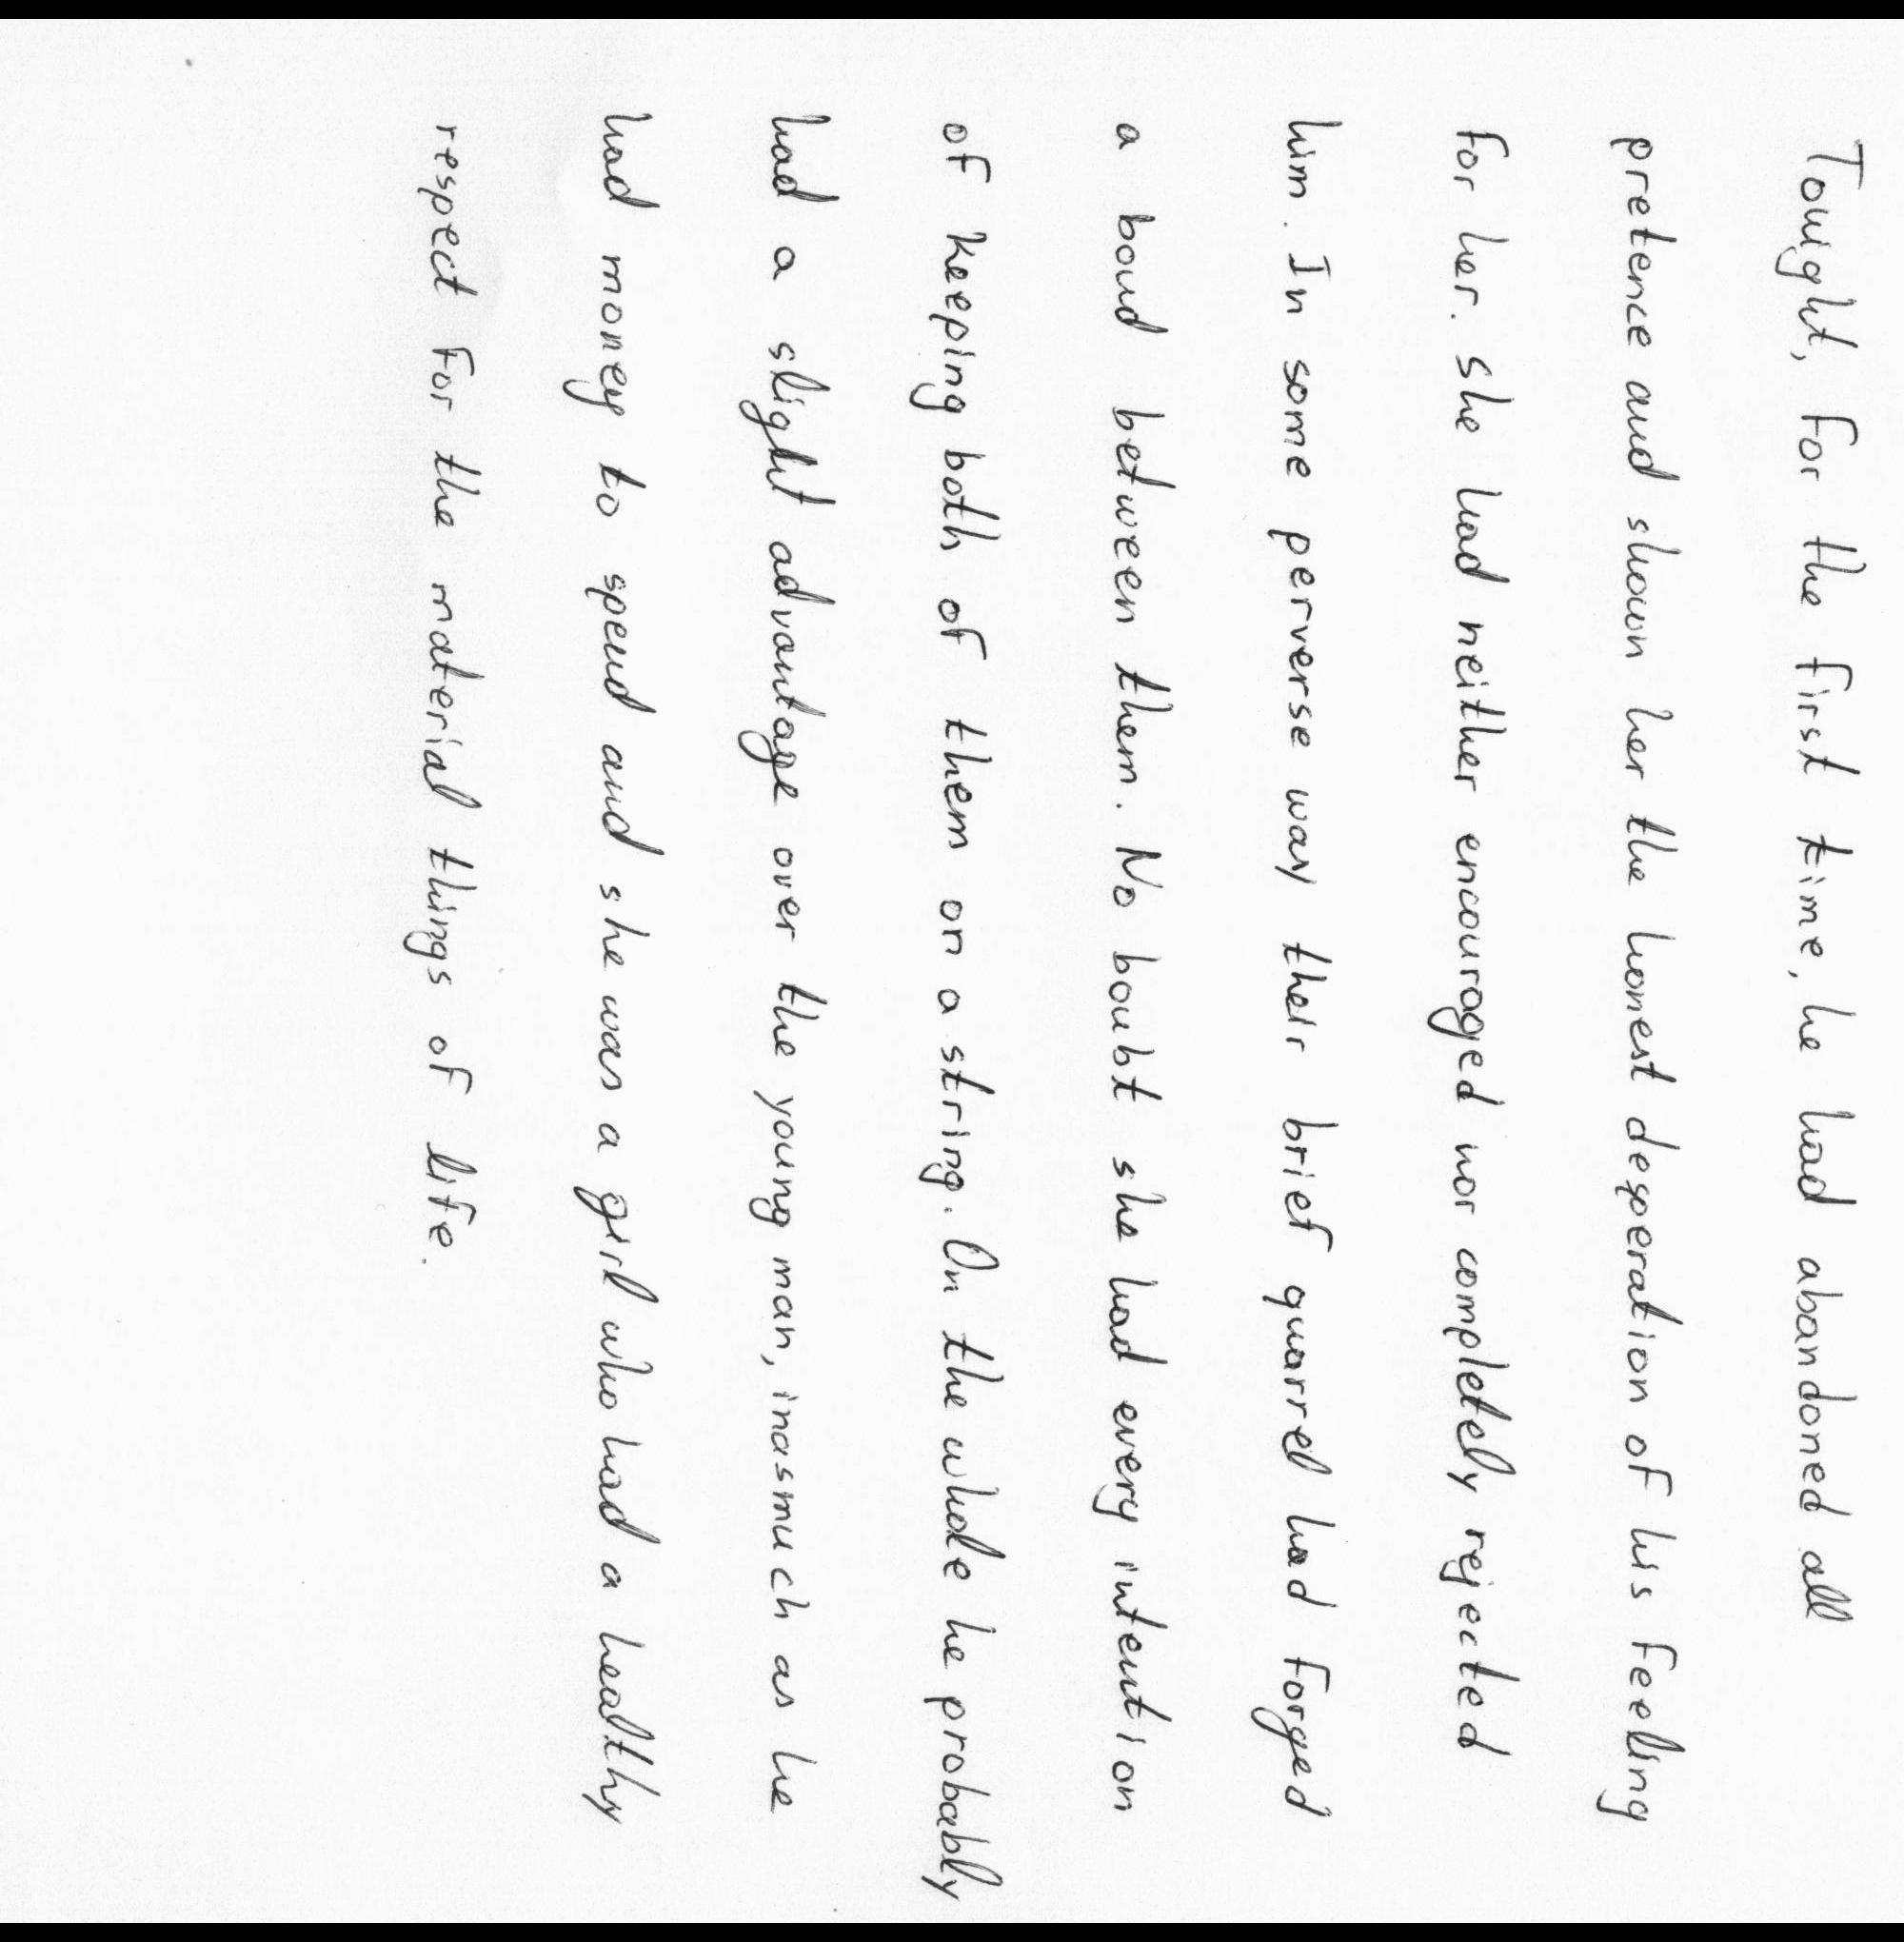 Tonight, for the first time, he had abandoned all
pretence and shown her the honest desperation of his feeling
for her. She had neither encouraged nor completely rejected
him. In some perverse way their brief quarrel had forged
a bond between them. No boubt she had every intention
of keeping both of them on a string. On the whole he probably
had a slight advantage over the young man, inasmuch as he
had money to spend and she was a girl who had a healthy
respect for the material things of life.